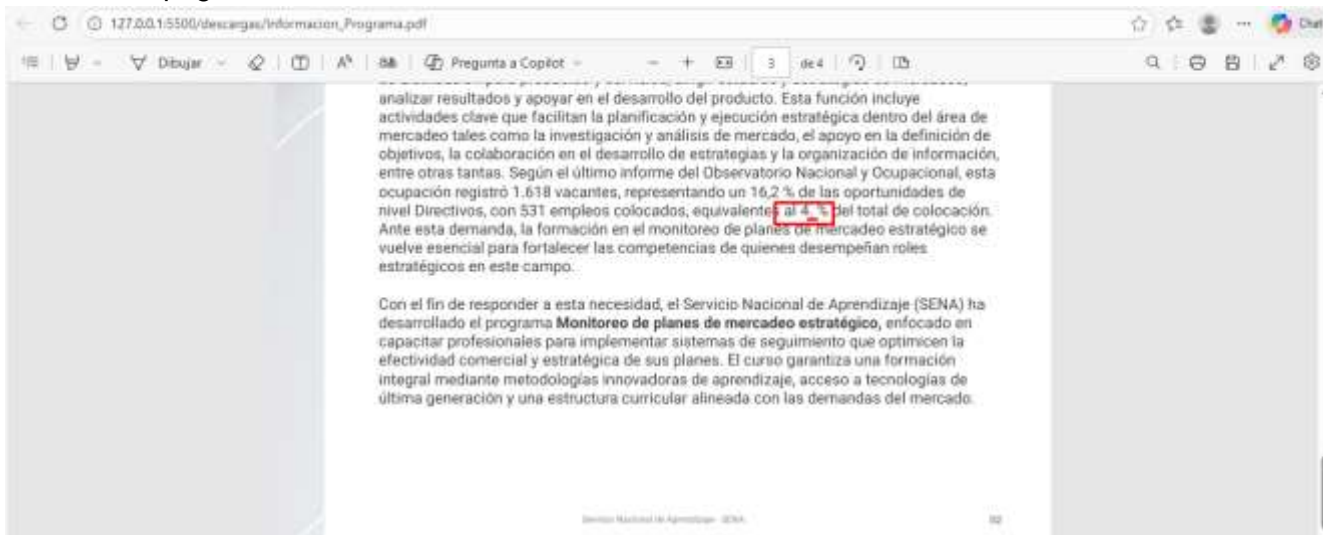 127.0.0.1:5500/descargas/Informacion_Programa.pdf
Chat
Dibujar
Pregunta a Copilot
3 de 4
analizar resultados y apoyar en el desarrollo del producto. Esta función incluye
actividades clave que facilitan la planificación y ejecución estratégica dentro del área de
mercadeo tales como la investigación y análisis de mercado, el apoyo en la definición de
objetivos, la colaboración en el desarrollo de estrategias y la organización de información,
entre otras tantas. Según el último informe del Observatorio Nacional y Ocupacional, esta
ocupación registró 1.618 vacantes, representando un 16,2 % de las oportunidades de
nivel Directivos, con 531 empleos colocados, equivalentes al 4, % del total de colocación.
Ante esta demanda, la formación en el monitoreo de planes de mercadeo estratégico se
vuelve esencial para fortalecer las competencias de quienes desempeñan roles
estratégicos en este campo.
Con el fin de responder a esta necesidad, el Servicio Nacional de Aprendizaje (SENA) ha
desarrollado el programa Monitoreo de planes de mercadeo estratégico, enfocado en
capacitar profesionales para implementar sistemas de seguimiento que optimicen la
efectividad comercial y estratégica de sus planes. El curso garantiza una formación
integral mediante metodologías innovadoras de aprendizaje, acceso a tecnologías de
última generación y una estructura curricular alineada con las demandas del mercado.
Servicio Nacional de Aprendizaje - SENA